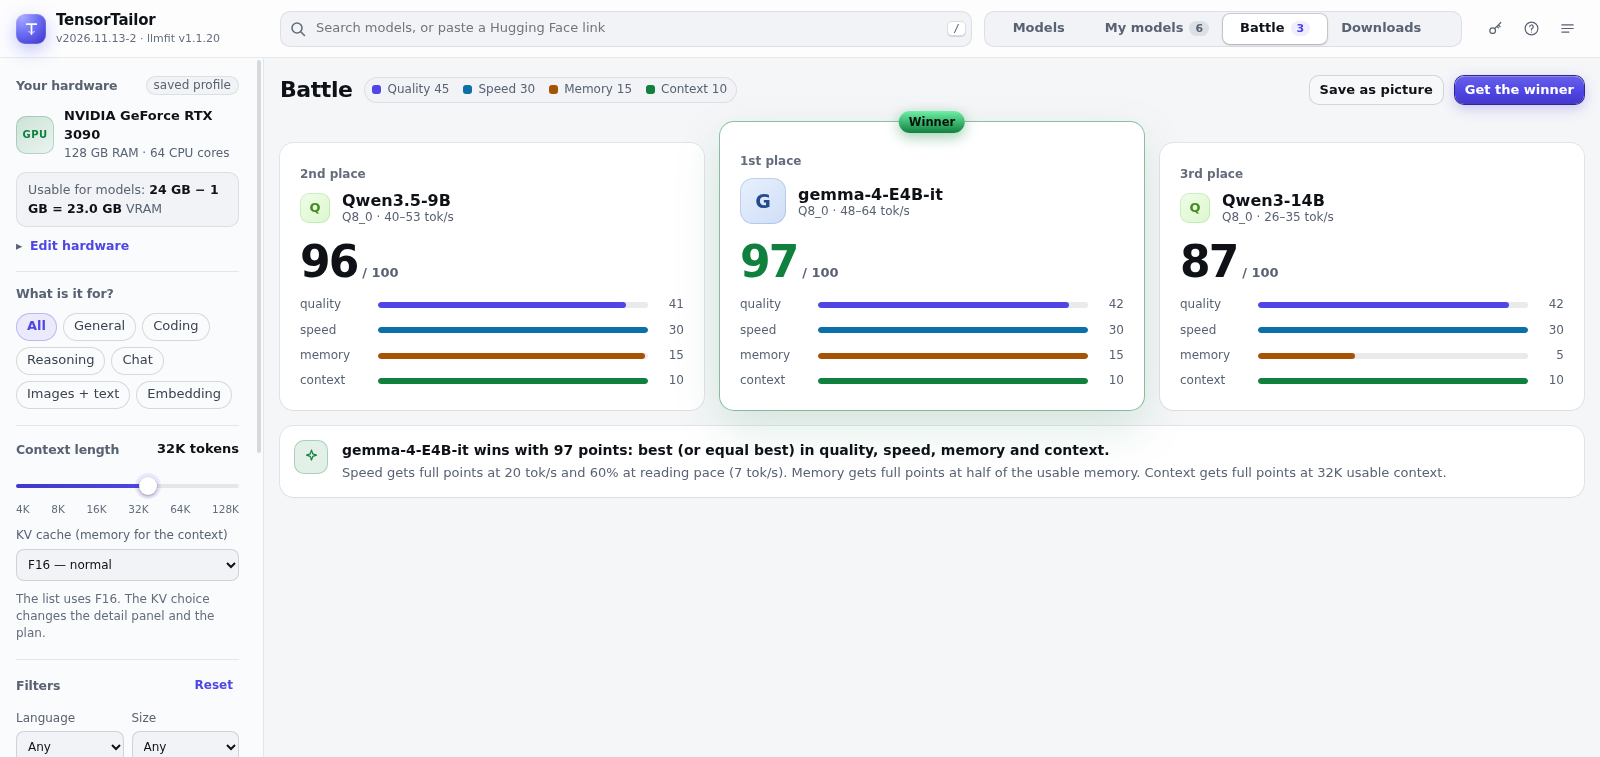 TensorTailor
v2026.11.13-2 · llmfit v1.1.20
Search models, or paste a Hugging Face link
/
Models
My models 6
Battle 3
Downloads
Your hardware
saved profile
GPU
NVIDIA GeForce RTX
3090
128 GB RAM · 64 CPU cores
Usable for models: 24 GB − 1
GB = 23.0 GB VRAM
▸ Edit hardware
What is it for?
All
General
Coding
Reasoning
Chat
Images + text
Embedding
Context length
32K tokens
4K 8K 16K 32K 64K 128K
KV cache (memory for the context)
F16 — normal
The list uses F16. The KV choice
changes the detail panel and the
plan.
Filters
Reset
Language
Size
Any
Any
Battle
Quality 45
Speed 30
Memory 15
Context 10
Save as picture
Get the winner
2nd place
Q
Qwen3.5-9B
Q8_0 · 40–53 tok/s
96 / 100
quality 41
speed 30
memory 15
context 10
Winner
1st place
G
gemma-4-E4B-it
Q8_0 · 48–64 tok/s
97 / 100
quality 42
speed 30
memory 15
context 10
3rd place
Q
Qwen3-14B
Q8_0 · 26–35 tok/s
87 / 100
quality 42
speed 30
memory 5
context 10
gemma-4-E4B-it wins with 97 points: best (or equal best) in quality, speed, memory and context.
Speed gets full points at 20 tok/s and 60% at reading pace (7 tok/s). Memory gets full points at half of the usable memory. Context gets full points at 32K usable context.